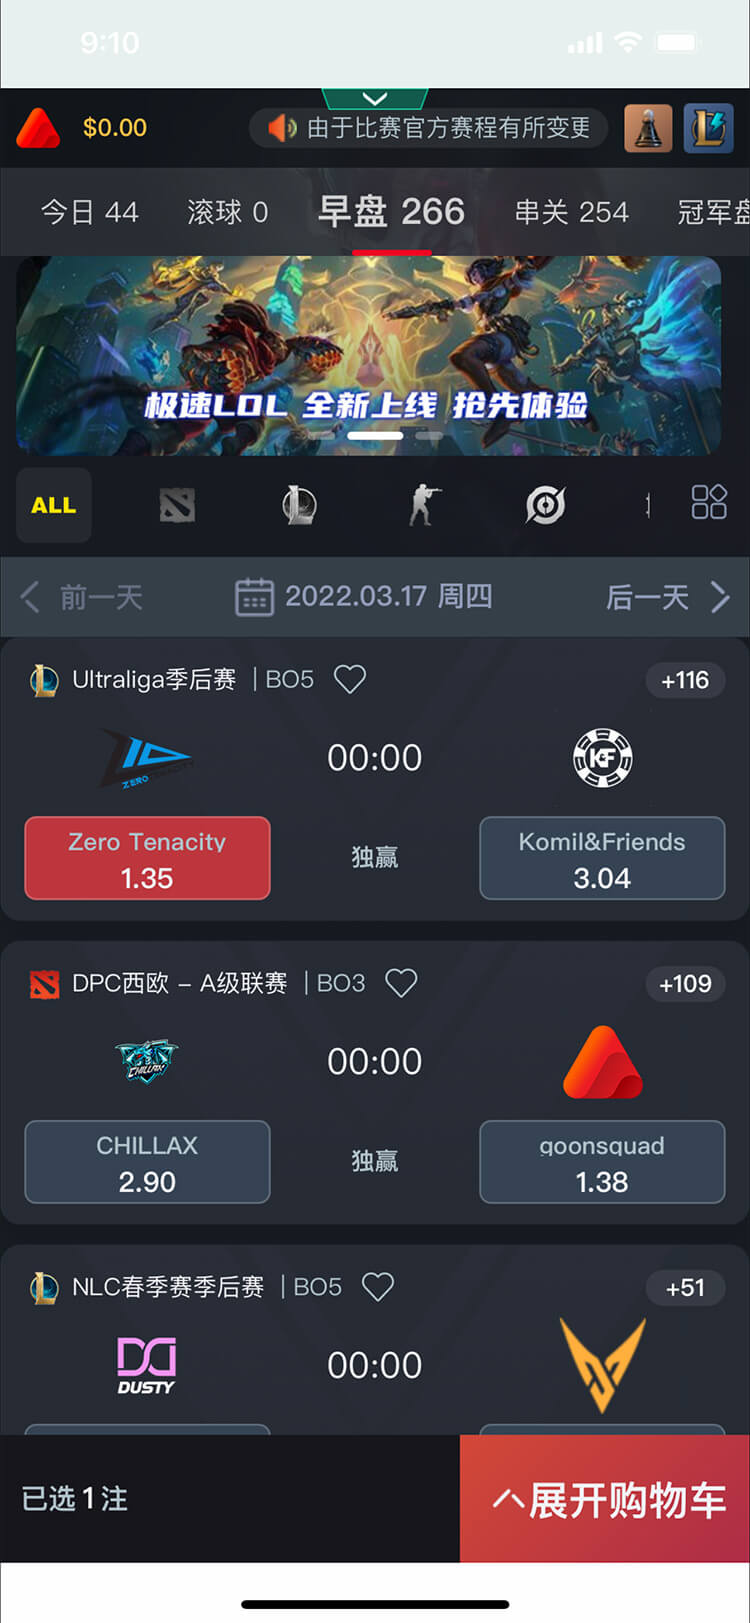 9:10
$0.00
由于比赛官方赛程有所变更
今日 44
滚球 0
早盘 266
串关 254
冠军盘
极速LOL 全新上线 抢先体验
ALL
前一天
2022.03.17 周四
后一天
Ultraliga季后赛 | BO5
+116
ZERO
00:00
KF
Zero Tenacity
1.35
独赢
Komil&Friends
3.04
DPC西欧 – A级联赛 | BO3
+109
CHILLAX
00:00
CHILLAX
2.90
独赢
goonsquad
1.38
NLC春季赛季后赛 | BO5
+51
DUSTY
00:00
已选 1 注
展开购物车